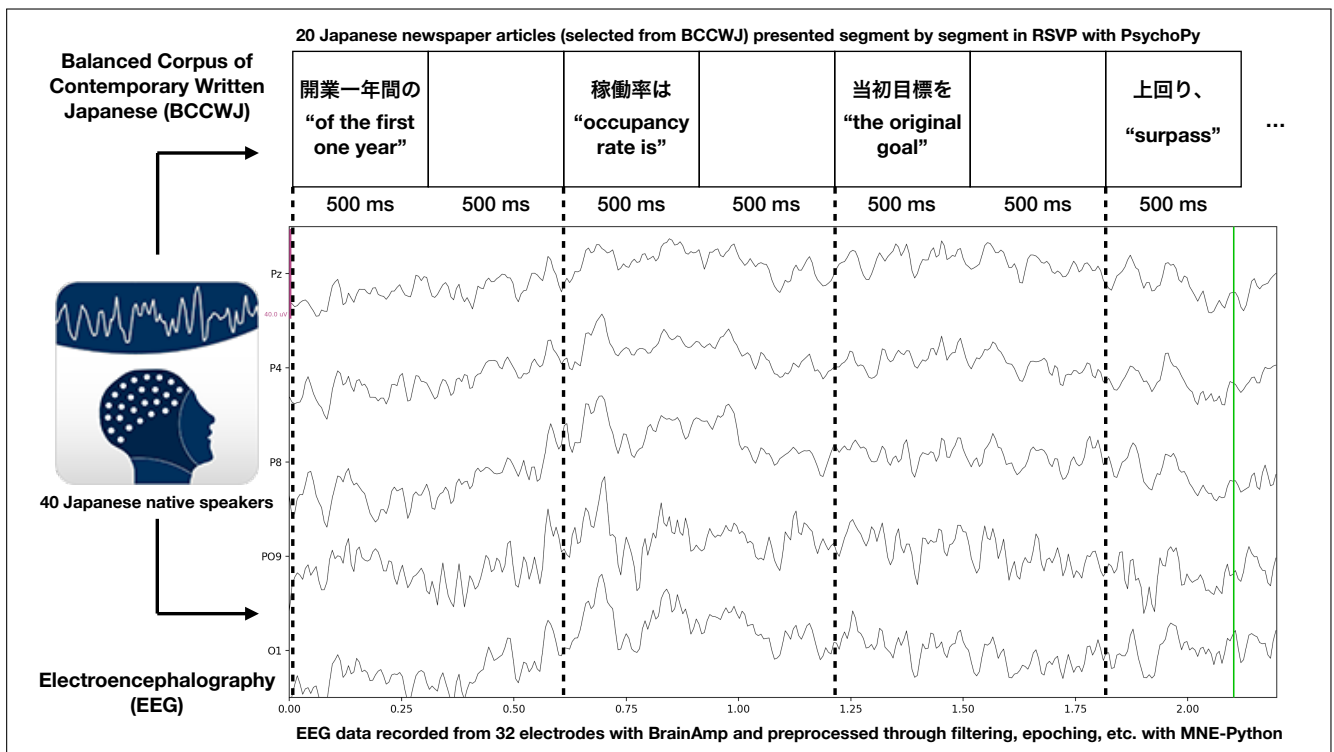 20 Japanese newspaper articles (selected from BCCWJ) presented segment by segment in RSVP with PsychoPy
Balanced Corpus of
Contemporary Written
Japanese (BCCWJ)
開業一年間の
“of the first
one year”
稼働率は
“occupancy
rate is”
当初目標を
“the original
goal”
上回り、
“surpass”
...
500 ms
500 ms
500 ms
500 ms
500 ms
500 ms
500 ms
Pz
40.0 uV
P4
P8
PO9
O1
40 Japanese native speakers
Electroencephalography
(EEG)
0.00
0.25
0.50
0.75
1.00
1.25
1.50
1.75
2.00
EEG data recorded from 32 electrodes with BrainAmp and preprocessed through filtering, epoching, etc. with MNE-Python